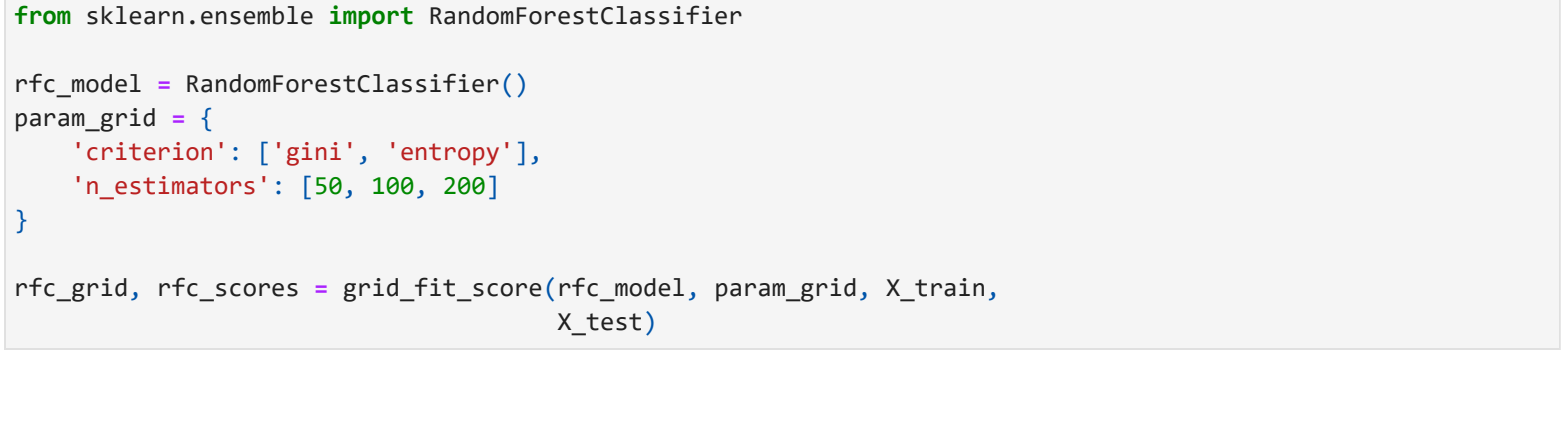 from sklearn.ensemble import RandomForestClassifier
rfc_model = RandomForestClassifier()
param_grid = {
    'criterion': ['gini', 'entropy'],
    'n_estimators': [50, 100, 200]
}
rfc_grid, rfc_scores = grid_fit_score(rfc_model, param_grid, X_train,
                                      X_test)